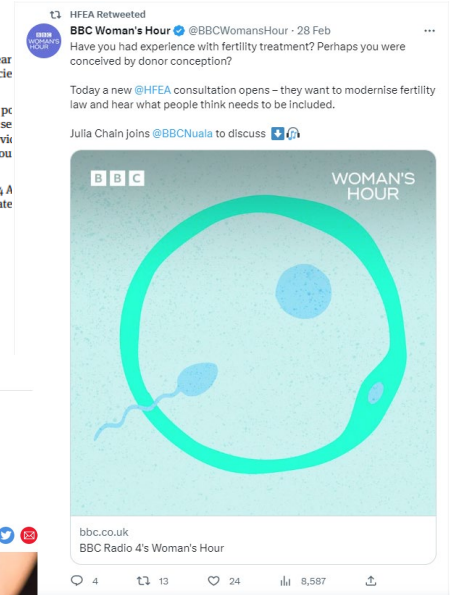 HFEA Retweeted
BBC Woman's Hour @BBCWomansHour · 28 Feb
BBC
WOMAN'S
HOUR
Have you had experience with fertility treatment? Perhaps you were
conceived by donor conception?
Today a new @HFEA consultation opens – they want to modernise fertility
law and hear what people think needs to be included.
Julia Chain joins @BBCNuala to discuss
BBC
WOMAN'S
HOUR
bbc.co.uk
BBC Radio 4's Woman's Hour
4 13 24 8,587